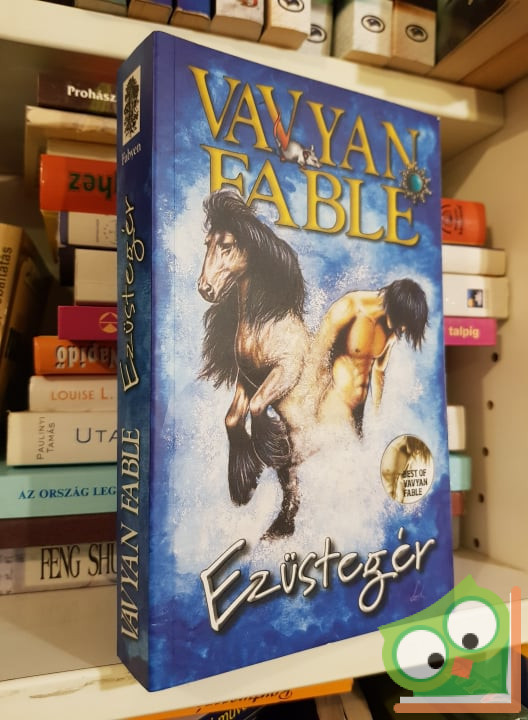 VAVYAN
FABLE
BEST OF
VAVYAN
FABLE
Ezüstegér
Fabyen
VAVYAN FABLE Ezüstegér
Prohász
Napidő
LOUISE L.
PAULINYI
TAMÁS
UTA
AZ ORSZÁG LEG
FENG SHU
talpig